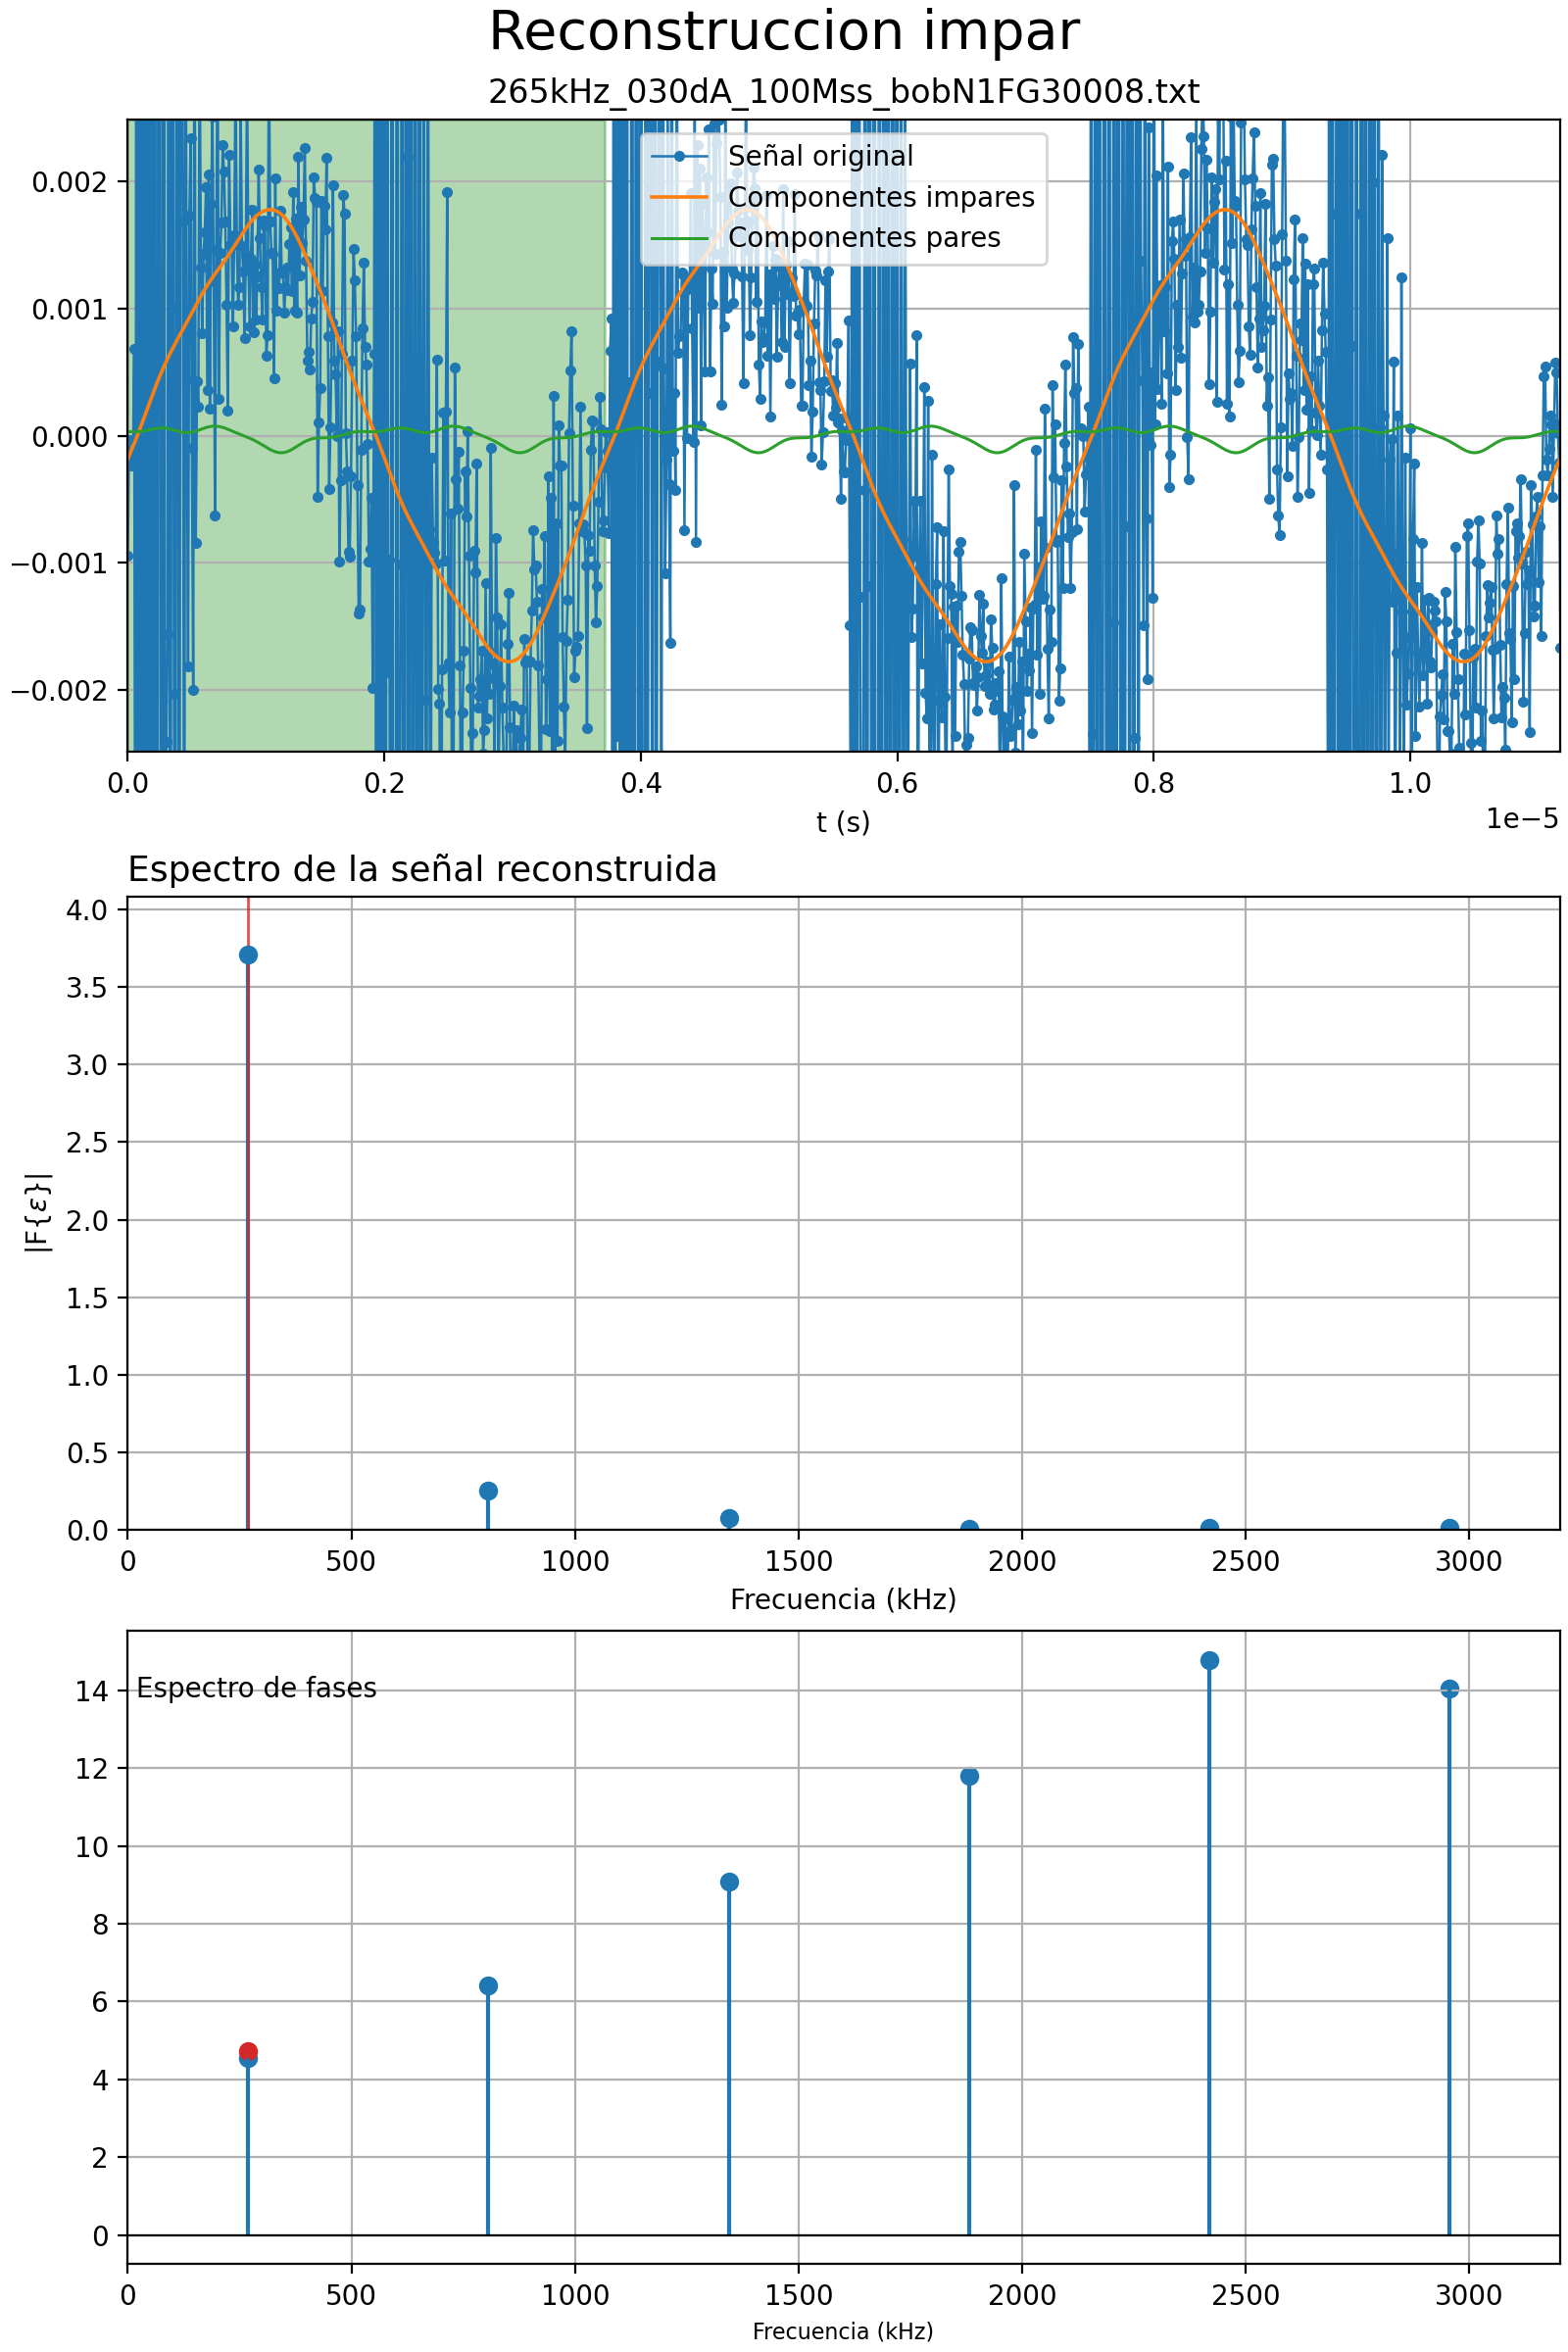 Reconstruccion impar
265kHz_030dA_100Mss_bobN1FG30008.txt
Señal original
Componentes impares
Componentes pares
0.002
0.001
0.000
−0.001
−0.002
0.0 0.2 0.4 0.6 0.8 1.0
t (s)
1e−5
Espectro de la señal reconstruida
4.0
3.5
3.0
2.5
2.0
1.5
1.0
0.5
0.0
|F{ε}|
0 500 1000 1500 2000 2500 3000
Frecuencia (kHz)
Espectro de fases
14
12
10
8
6
4
2
0
0 500 1000 1500 2000 2500 3000
Frecuencia (kHz)